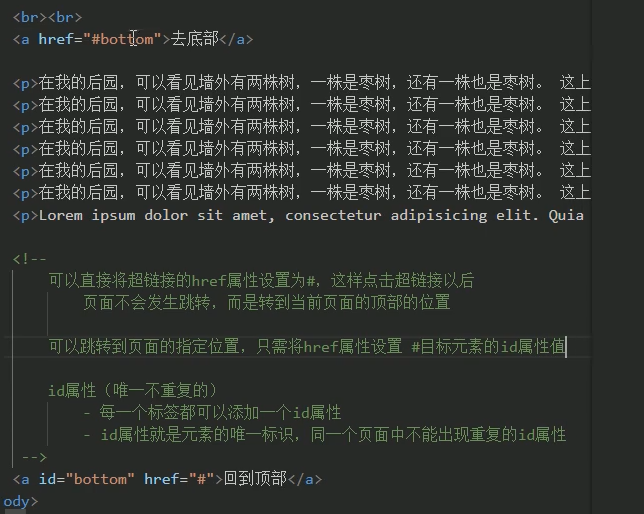 <br><br>
<a href="#bottom">去底部</a>
<p>在我的后园，可以看见墙外有两株树，一株是枣树，还有一株也是枣树。 这上
<p>在我的后园，可以看见墙外有两株树，一株是枣树，还有一株也是枣树。 这上
<p>在我的后园，可以看见墙外有两株树，一株是枣树，还有一株也是枣树。 这上
<p>在我的后园，可以看见墙外有两株树，一株是枣树，还有一株也是枣树。 这上
<p>在我的后园，可以看见墙外有两株树，一株是枣树，还有一株也是枣树。 这上
<p>在我的后园，可以看见墙外有两株树，一株是枣树，还有一株也是枣树。 这上
<p>Lorem ipsum dolor sit amet, consectetur adipisicing elit. Quia
<!--
可以直接将超链接的href属性设置为#，这样点击超链接以后
页面不会发生跳转，而是转到当前页面的顶部的位置
可以跳转到页面的指定位置，只需将href属性设置 #目标元素的id属性值
id属性（唯一不重复的）
- 每一个标签都可以添加一个id属性
- id属性就是元素的唯一标识，同一个页面中不能出现重复的id属性
-->
<a id="bottom" href="#">回到顶部</a>
ody>